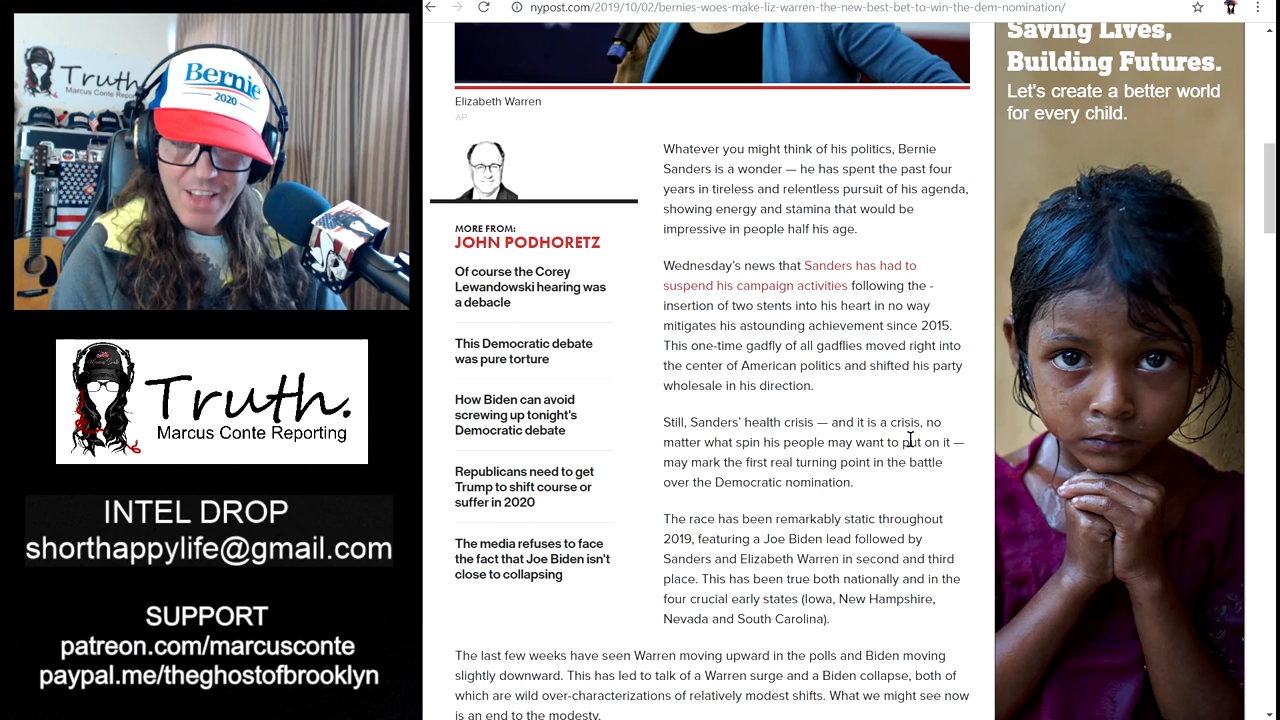 Truth.
Marcus Conte Reporting
Bernie
2020
Truth.
Marcus Conte Reporting
INTEL DROP
shorthappylife@gmail.com
SUPPORT
patreon.com/marcusconte
paypal.me/theghostofbrooklyn
nypost.com/2019/10/02/bernies-woes-make-liz-warren-the-new-best-bet-to-win-the-dem-nomination/
Elizabeth Warren
AP
MORE FROM:
JOHN PODHORETZ
Of course the Corey
Lewandowski hearing was
a debacle
This Democratic debate
was pure torture
How Biden can avoid
screwing up tonight's
Democratic debate
Republicans need to get
Trump to shift course or
suffer in 2020
The media refuses to face
the fact that Joe Biden isn't
close to collapsing
Whatever you might think of his politics, Bernie
Sanders is a wonder — he has spent the past four
years in tireless and relentless pursuit of his agenda,
showing energy and stamina that would be
impressive in people half his age.
Wednesday's news that Sanders has had to
suspend his campaign activities following the -
insertion of two stents into his heart in no way
mitigates his astounding achievement since 2015.
This one-time gadfly of all gadflies moved right into
the center of American politics and shifted his party
wholesale in his direction.
Still, Sanders' health crisis — and it is a crisis, no
matter what spin his people may want to put on it —
may mark the first real turning point in the battle
over the Democratic nomination.
The race has been remarkably static throughout
2019, featuring a Joe Biden lead followed by
Sanders and Elizabeth Warren in second and third
place. This has been true both nationally and in the
four crucial early states (Iowa, New Hampshire,
Nevada and South Carolina).
The last few weeks have seen Warren moving upward in the polls and Biden moving
slightly downward. This has led to talk of a Warren surge and a Biden collapse, both of
which are wild over-characterizations of relatively modest shifts. What we might see now
is an end to the modesty.
Saving Lives,
Building Futures.
Let's create a better world
for every child.